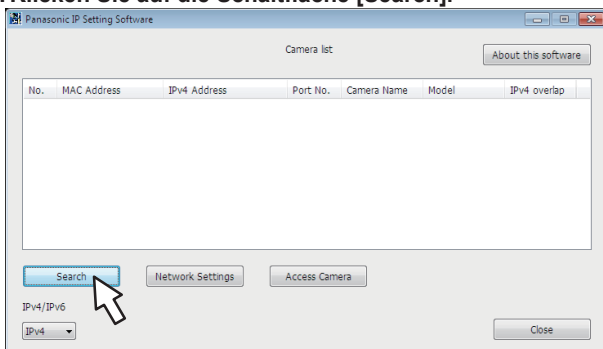 Klicken Sie auf die Schaltfläche [Search].
Panasonic IP Setting Software
Camera list
About this software
No. MAC Address IPv4 Address Port No. Camera Name Model IPv4 overlap
Search Network Settings Access Camera
IPv4/IPv6
IPv4
Close